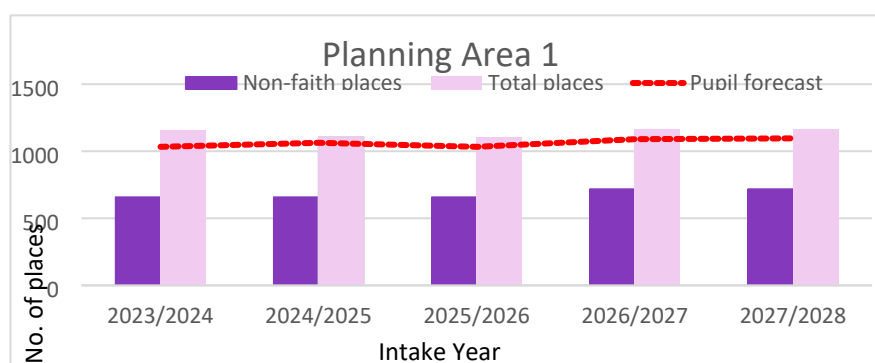 Planning Area 1
Non-faith places Total places Pupil forecast
1500
1000
500
0
No. of places
2023/2024 2024/2025 2025/2026 2026/2027 2027/2028
Intake Year